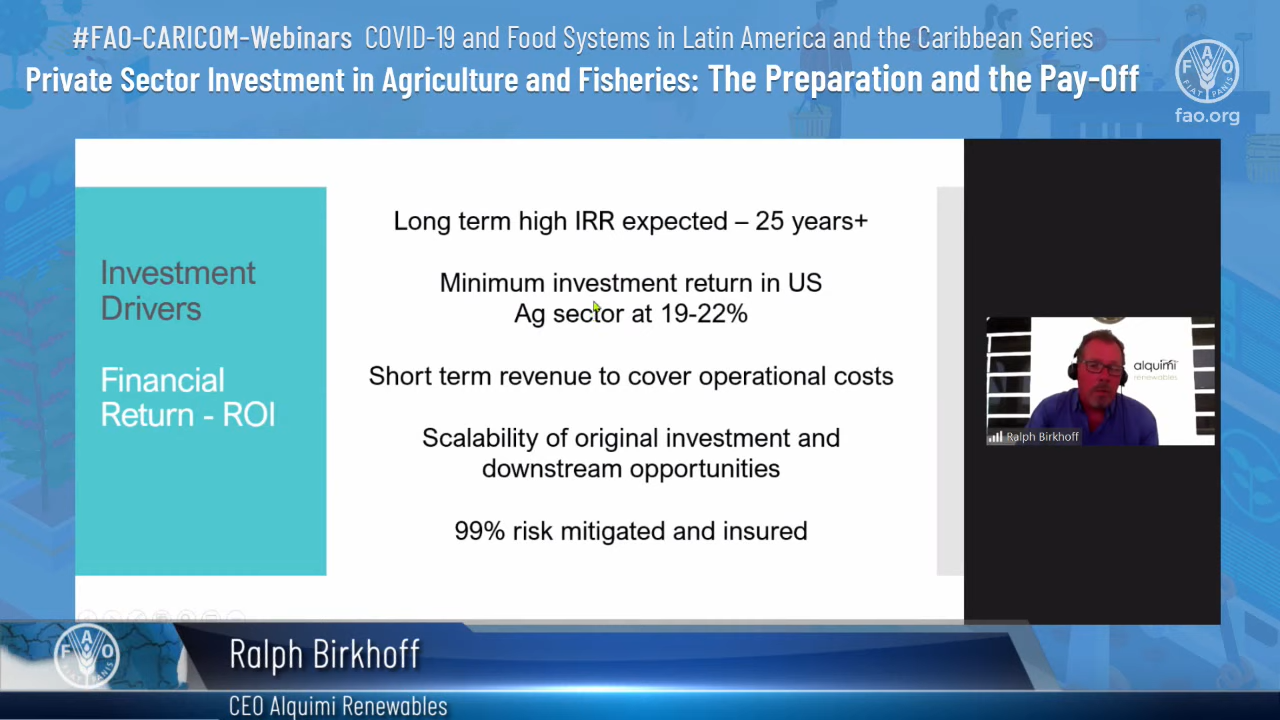 #FAO-CARICOM-Webinars COVID-19 and Food Systems in Latin America and the Caribbean Series
Private Sector Investment in Agriculture and Fisheries: The Preparation and the Pay-Off
F A O
FIAT PANIS
fao.org
Investment
Drivers
Financial
Return - ROI
Long term high IRR expected – 25 years+
Minimum investment return in US
Ag sector at 19-22%
Short term revenue to cover operational costs
Scalability of original investment and
downstream opportunities
99% risk mitigated and insured
alquimi
renewables
Ralph Birkhoff
F A O
FIAT PANIS
Ralph Birkhoff
CEO Alquimi Renewables